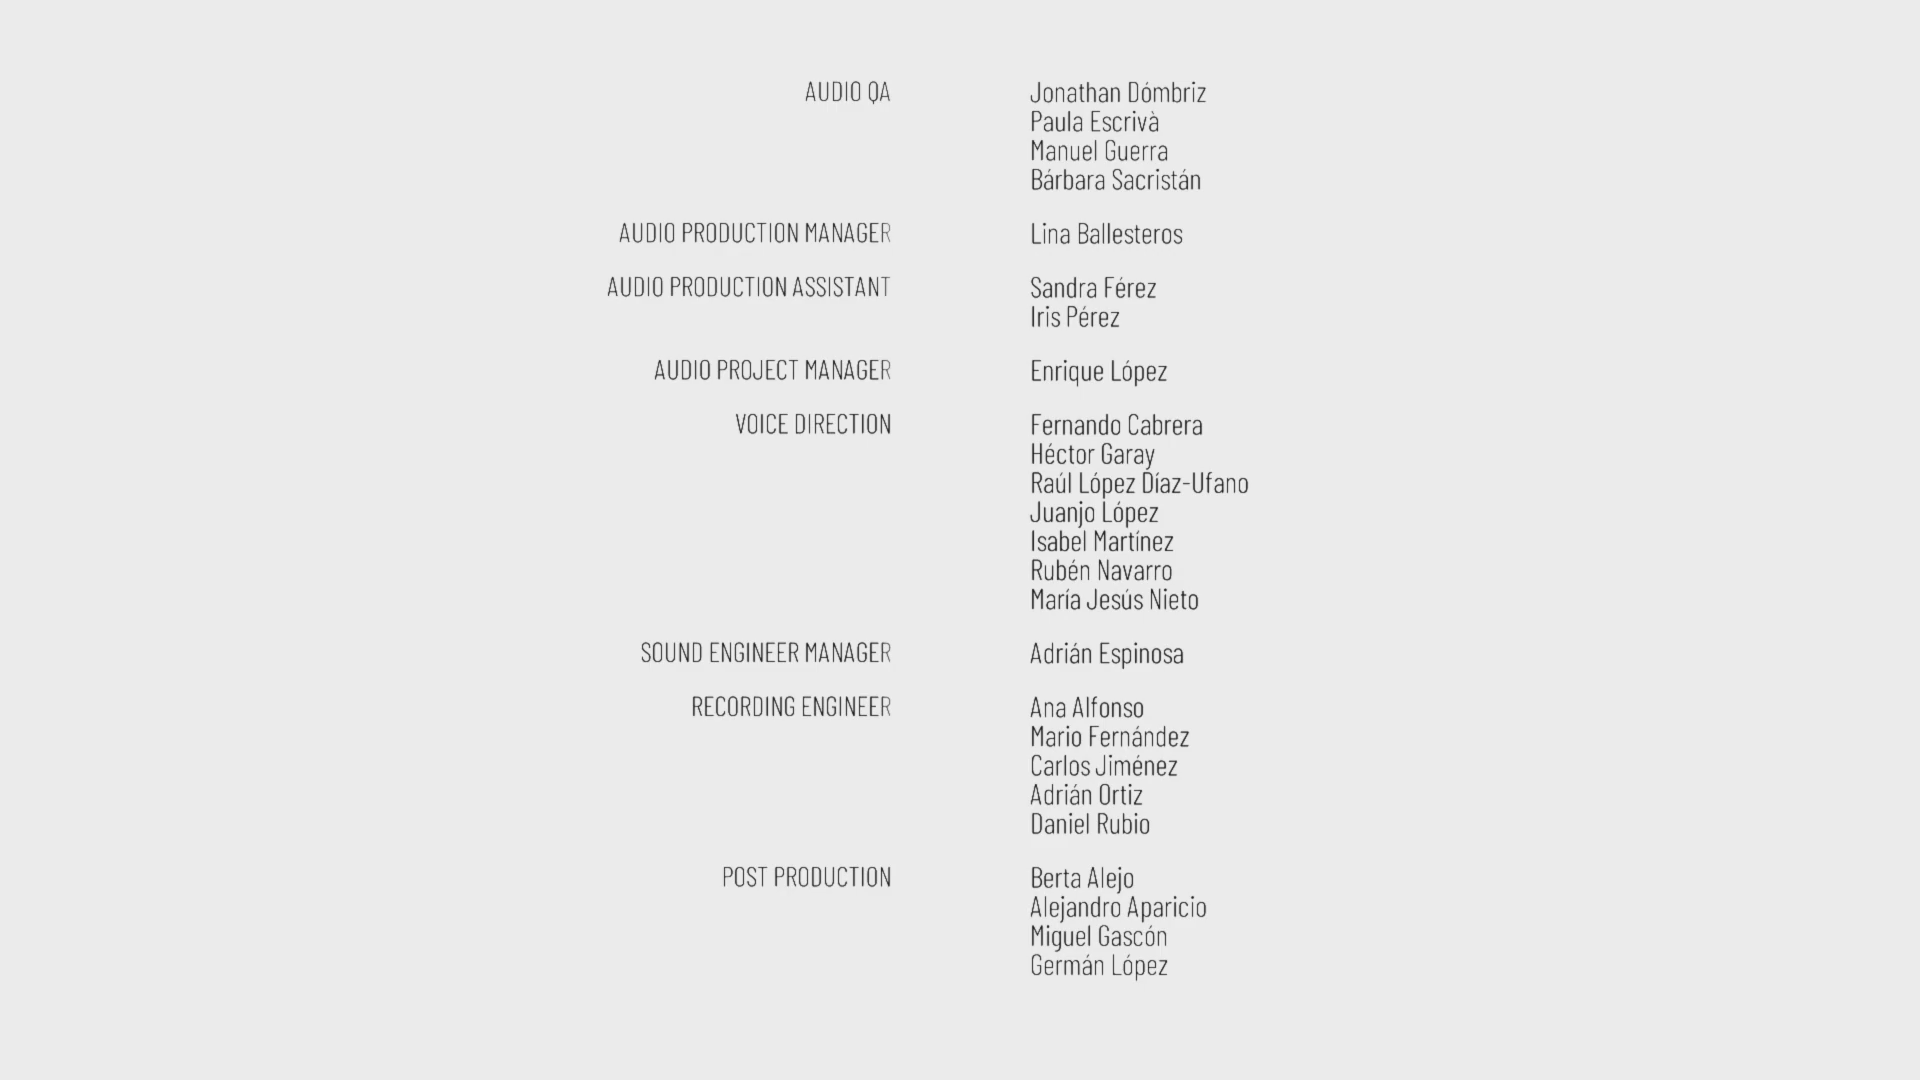 AUDIO QA Jonathan Dómbriz
Paula Escrivà
Manuel Guerra
Bárbara Sacristán
AUDIO PRODUCTION MANAGER Lina Ballesteros
AUDIO PRODUCTION ASSISTANT Sandra Férez
Iris Pérez
AUDIO PROJECT MANAGER Enrique López
VOICE DIRECTION Fernando Cabrera
Héctor Garay
Raúl López Díaz-Ufano
Juanjo López
Isabel Martínez
Rubén Navarro
María Jesús Nieto
SOUND ENGINEER MANAGER Adrián Espinosa
RECORDING ENGINEER Ana Alfonso
Mario Fernández
Carlos Jiménez
Adrián Ortiz
Daniel Rubio
POST PRODUCTION Berta Alejo
Alejandro Aparicio
Miguel Gascón
Germán López